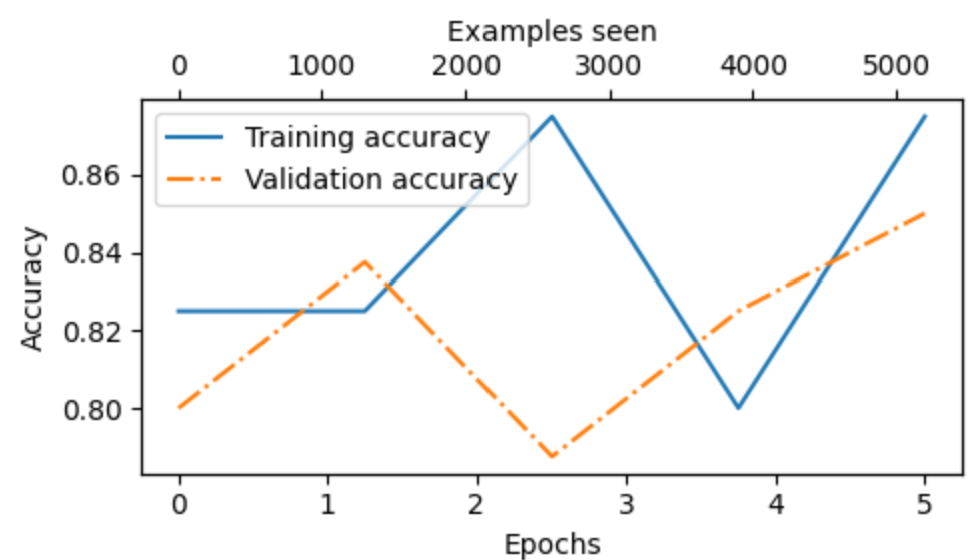 Examples seen
0 1000 2000 3000 4000 5000
Training accuracy
Validation accuracy
0.86
0.84
0.82
0.80
Accuracy
0 1 2 3 4 5
Epochs